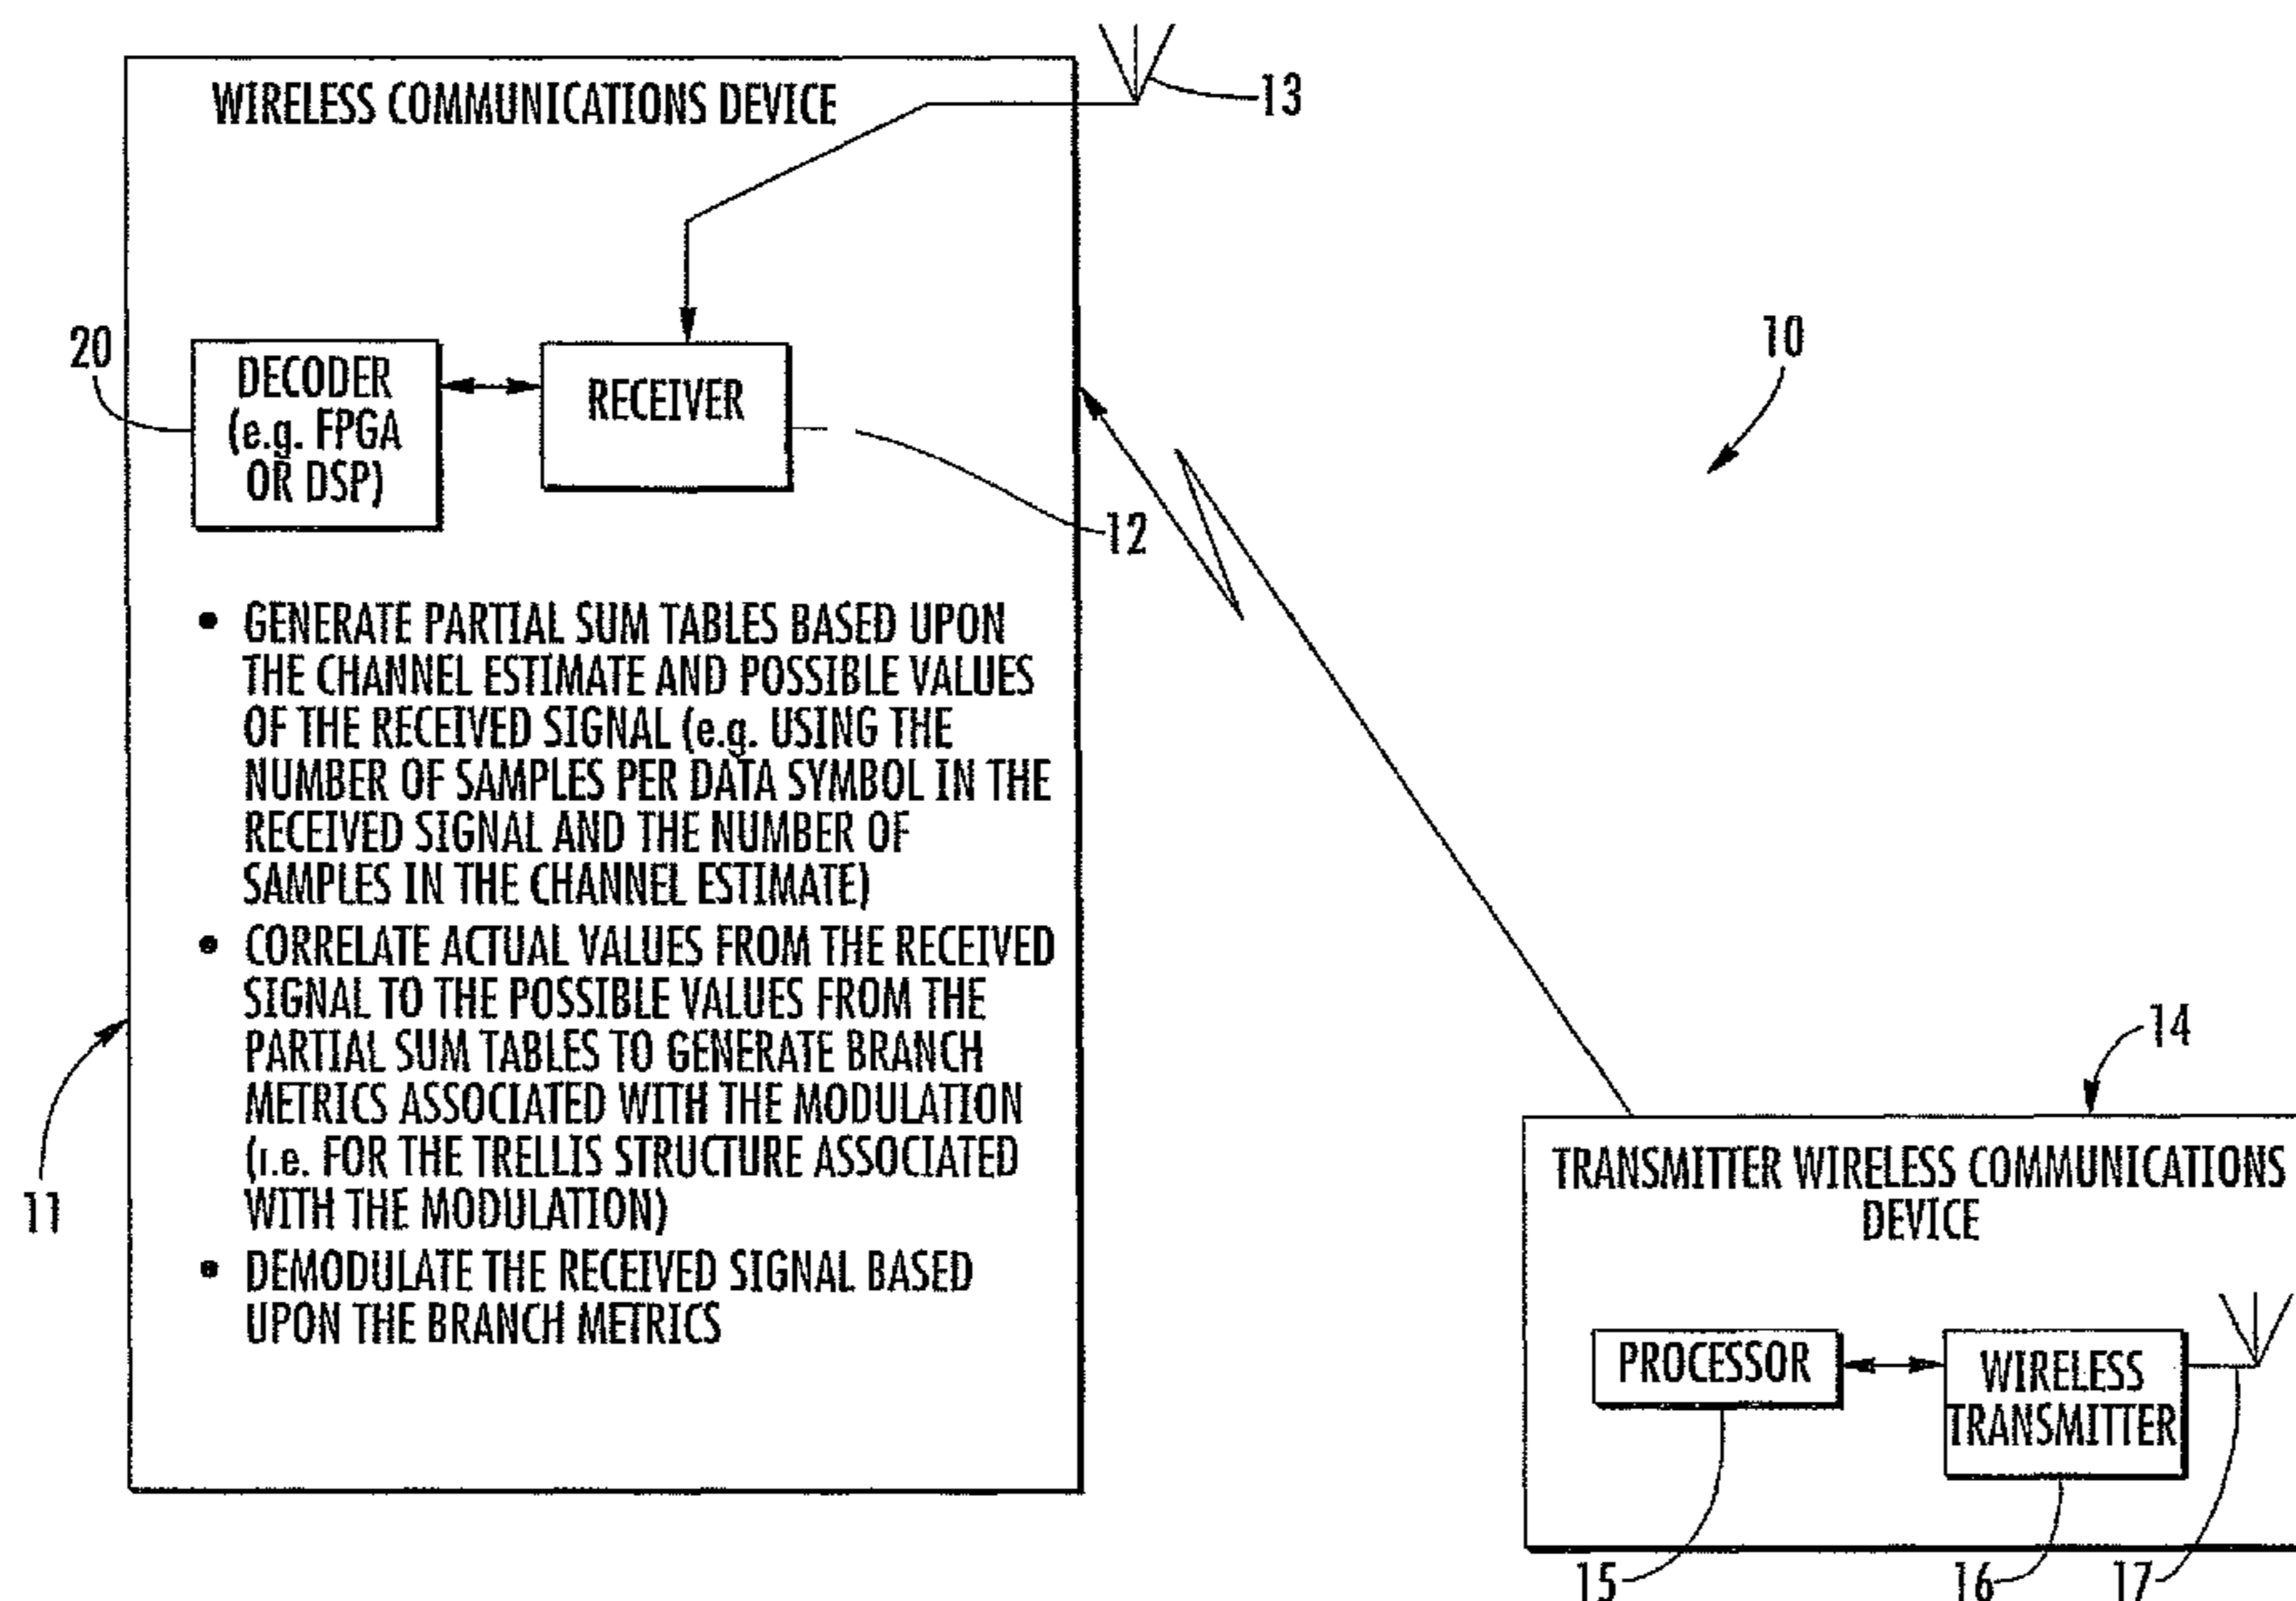 WIRELESS COMMUNICATIONS DEVICE
13
20
DECODER
(e.g. FPGA
OR DSP)
RECEIVER
12
10
• GENERATE PARTIAL SUM TABLES BASED UPON
THE CHANNEL ESTIMATE AND POSSIBLE VALUES
OF THE RECEIVED SIGNAL (e.g. USING THE
NUMBER OF SAMPLES PER DATA SYMBOL IN THE
RECEIVED SIGNAL AND THE NUMBER OF
SAMPLES IN THE CHANNEL ESTIMATE)
• CORRELATE ACTUAL VALUES FROM THE RECEIVED
SIGNAL TO THE POSSIBLE VALUES FROM THE
PARTIAL SUM TABLES TO GENERATE BRANCH
METRICS ASSOCIATED WITH THE MODULATION
(i.e. FOR THE TRELLIS STRUCTURE ASSOCIATED
WITH THE MODULATION)
• DEMODULATE THE RECEIVED SIGNAL BASED
UPON THE BRANCH METRICS
11
14
TRANSMITTER WIRELESS COMMUNICATIONS
DEVICE
PROCESSOR
WIRELESS
TRANSMITTER
15
16
17